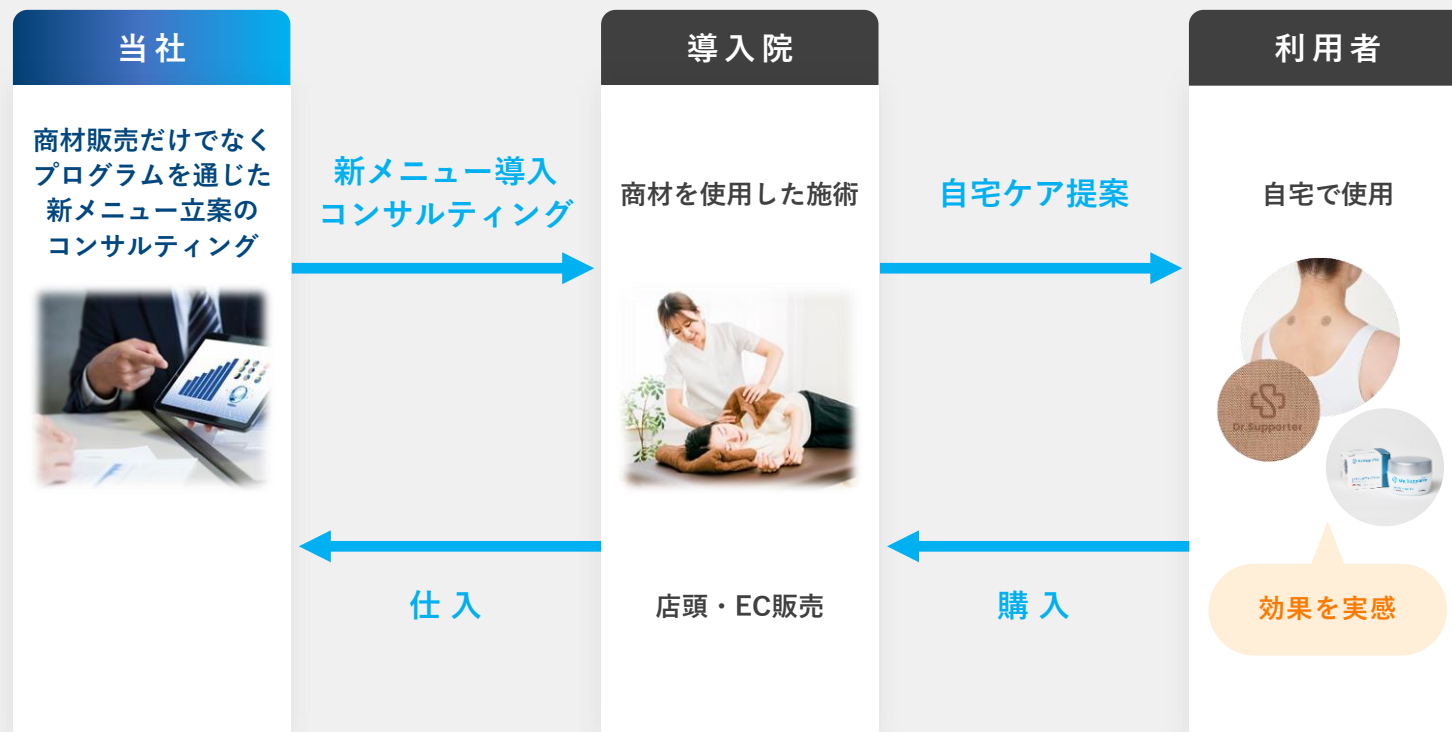 当社
導入院
利用者
商材販売だけでなく
プログラムを通じた
新メニュー立案の
コンサルティング
新メニュー導入
コンサルティング
商材を使用した施術
自宅ケア提案
自宅で使用
Dr.Supporter
仕入
店頭・EC販売
購入
効果を実感